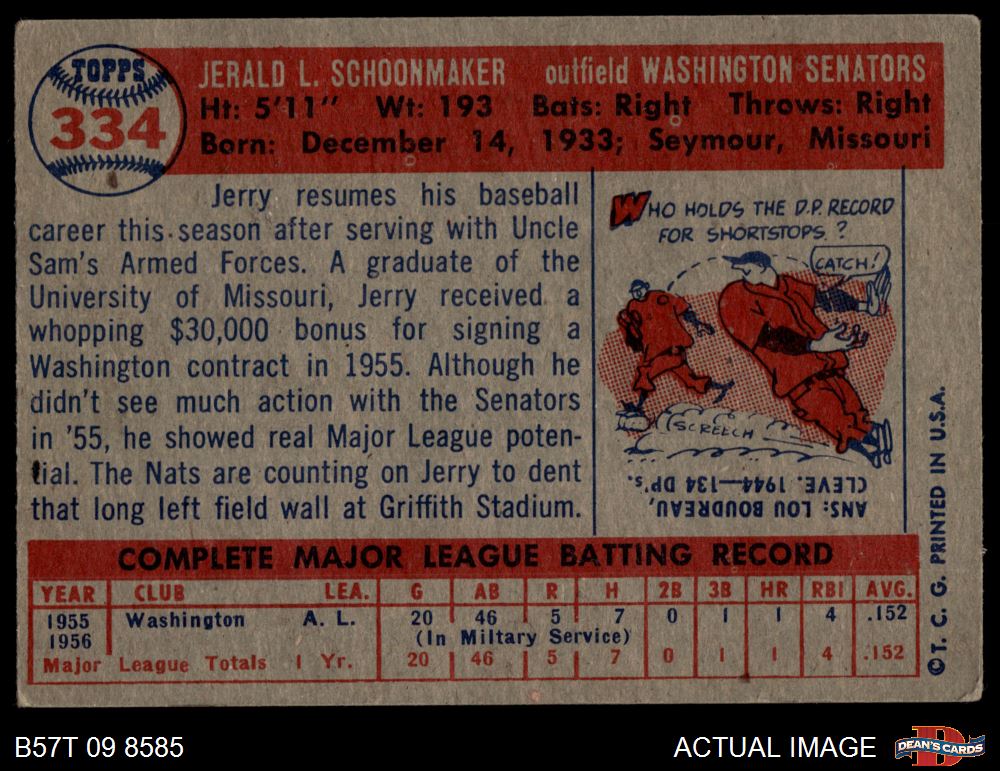 TOPPS
334
JERALD L. SCHOONMAKER outfield WASHINGTON SENATORS
Ht: 5'11" Wt: 193 Bats: Right Throws: Right
Born: December 14, 1933; Seymour, Missouri
Jerry resumes his baseball
career this season after serving with Uncle
Sam's Armed Forces. A graduate of the
University of Missouri, Jerry received a
whopping $30,000 bonus for signing a
Washington contract in 1955. Although he
didn't see much action with the Senators
in '55, he showed real Major League poten-
tial. The Nats are counting on Jerry to dent
that long left field wall at Griffith Stadium.
WHO HOLDS THE D.P. RECORD
FOR SHORTSTOPS?
CATCH!
SCREECH
ANS: LOU BOUDREAU,
CLEVE. 1944—134 DP's.
COMPLETE MAJOR LEAGUE BATTING RECORD
YEAR CLUB LEA. G AB R H 2B 3B HR RBI AVG.
1955 Washington A. L. 20 46 5 7 0 1 1 4 .152
1956 (In Military Service)
Major League Totals 1 Yr. 20 46 5 7 0 1 1 4 .152
©T. C. G. PRINTED IN U.S.A.
B57T 09 8585
ACTUAL IMAGE
D
DEAN'S CARDS